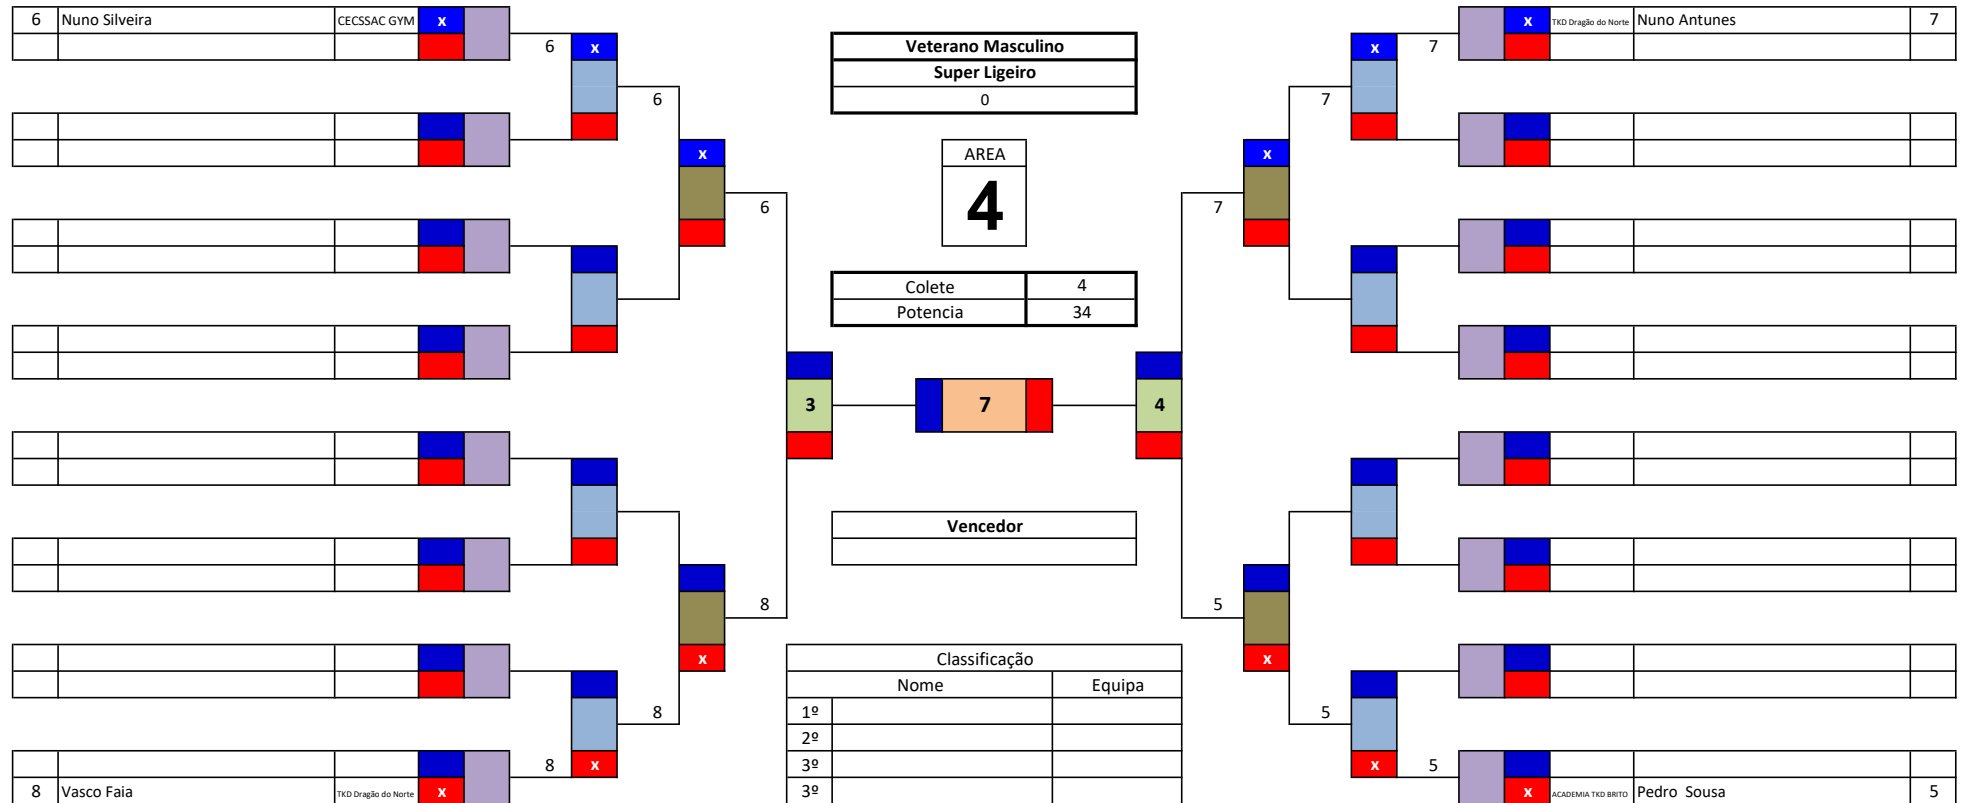 6 Nuno Silveira CECSSAC GYM x x TKD Dragão do Norte Nuno Antunes 7
6 x Veterano Masculino x 7
Super Ligeiro
6 0 7
x AREA x
6 4 7
Colete 4
Potencia 34
3 7 4
Vencedor
8 5
x Classificação x
Nome Equipa
8 1º 5
2º
8 x 3º x 5
8 Vasco Faia TKD Dragão do Norte x 3º x ACADEMIA TKD BRITO Pedro Sousa 5